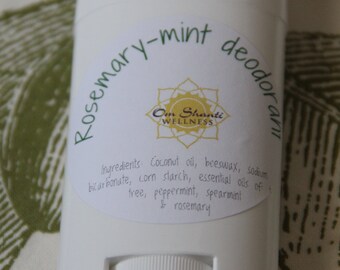 Rosemary-mint deodorant
Om Shanti
WELLNESS
Ingredients: Coconut oil, beeswax, sodium
bicarbonate, corn starch, essential oils of
tree, peppermint, spearmint
& rosemary